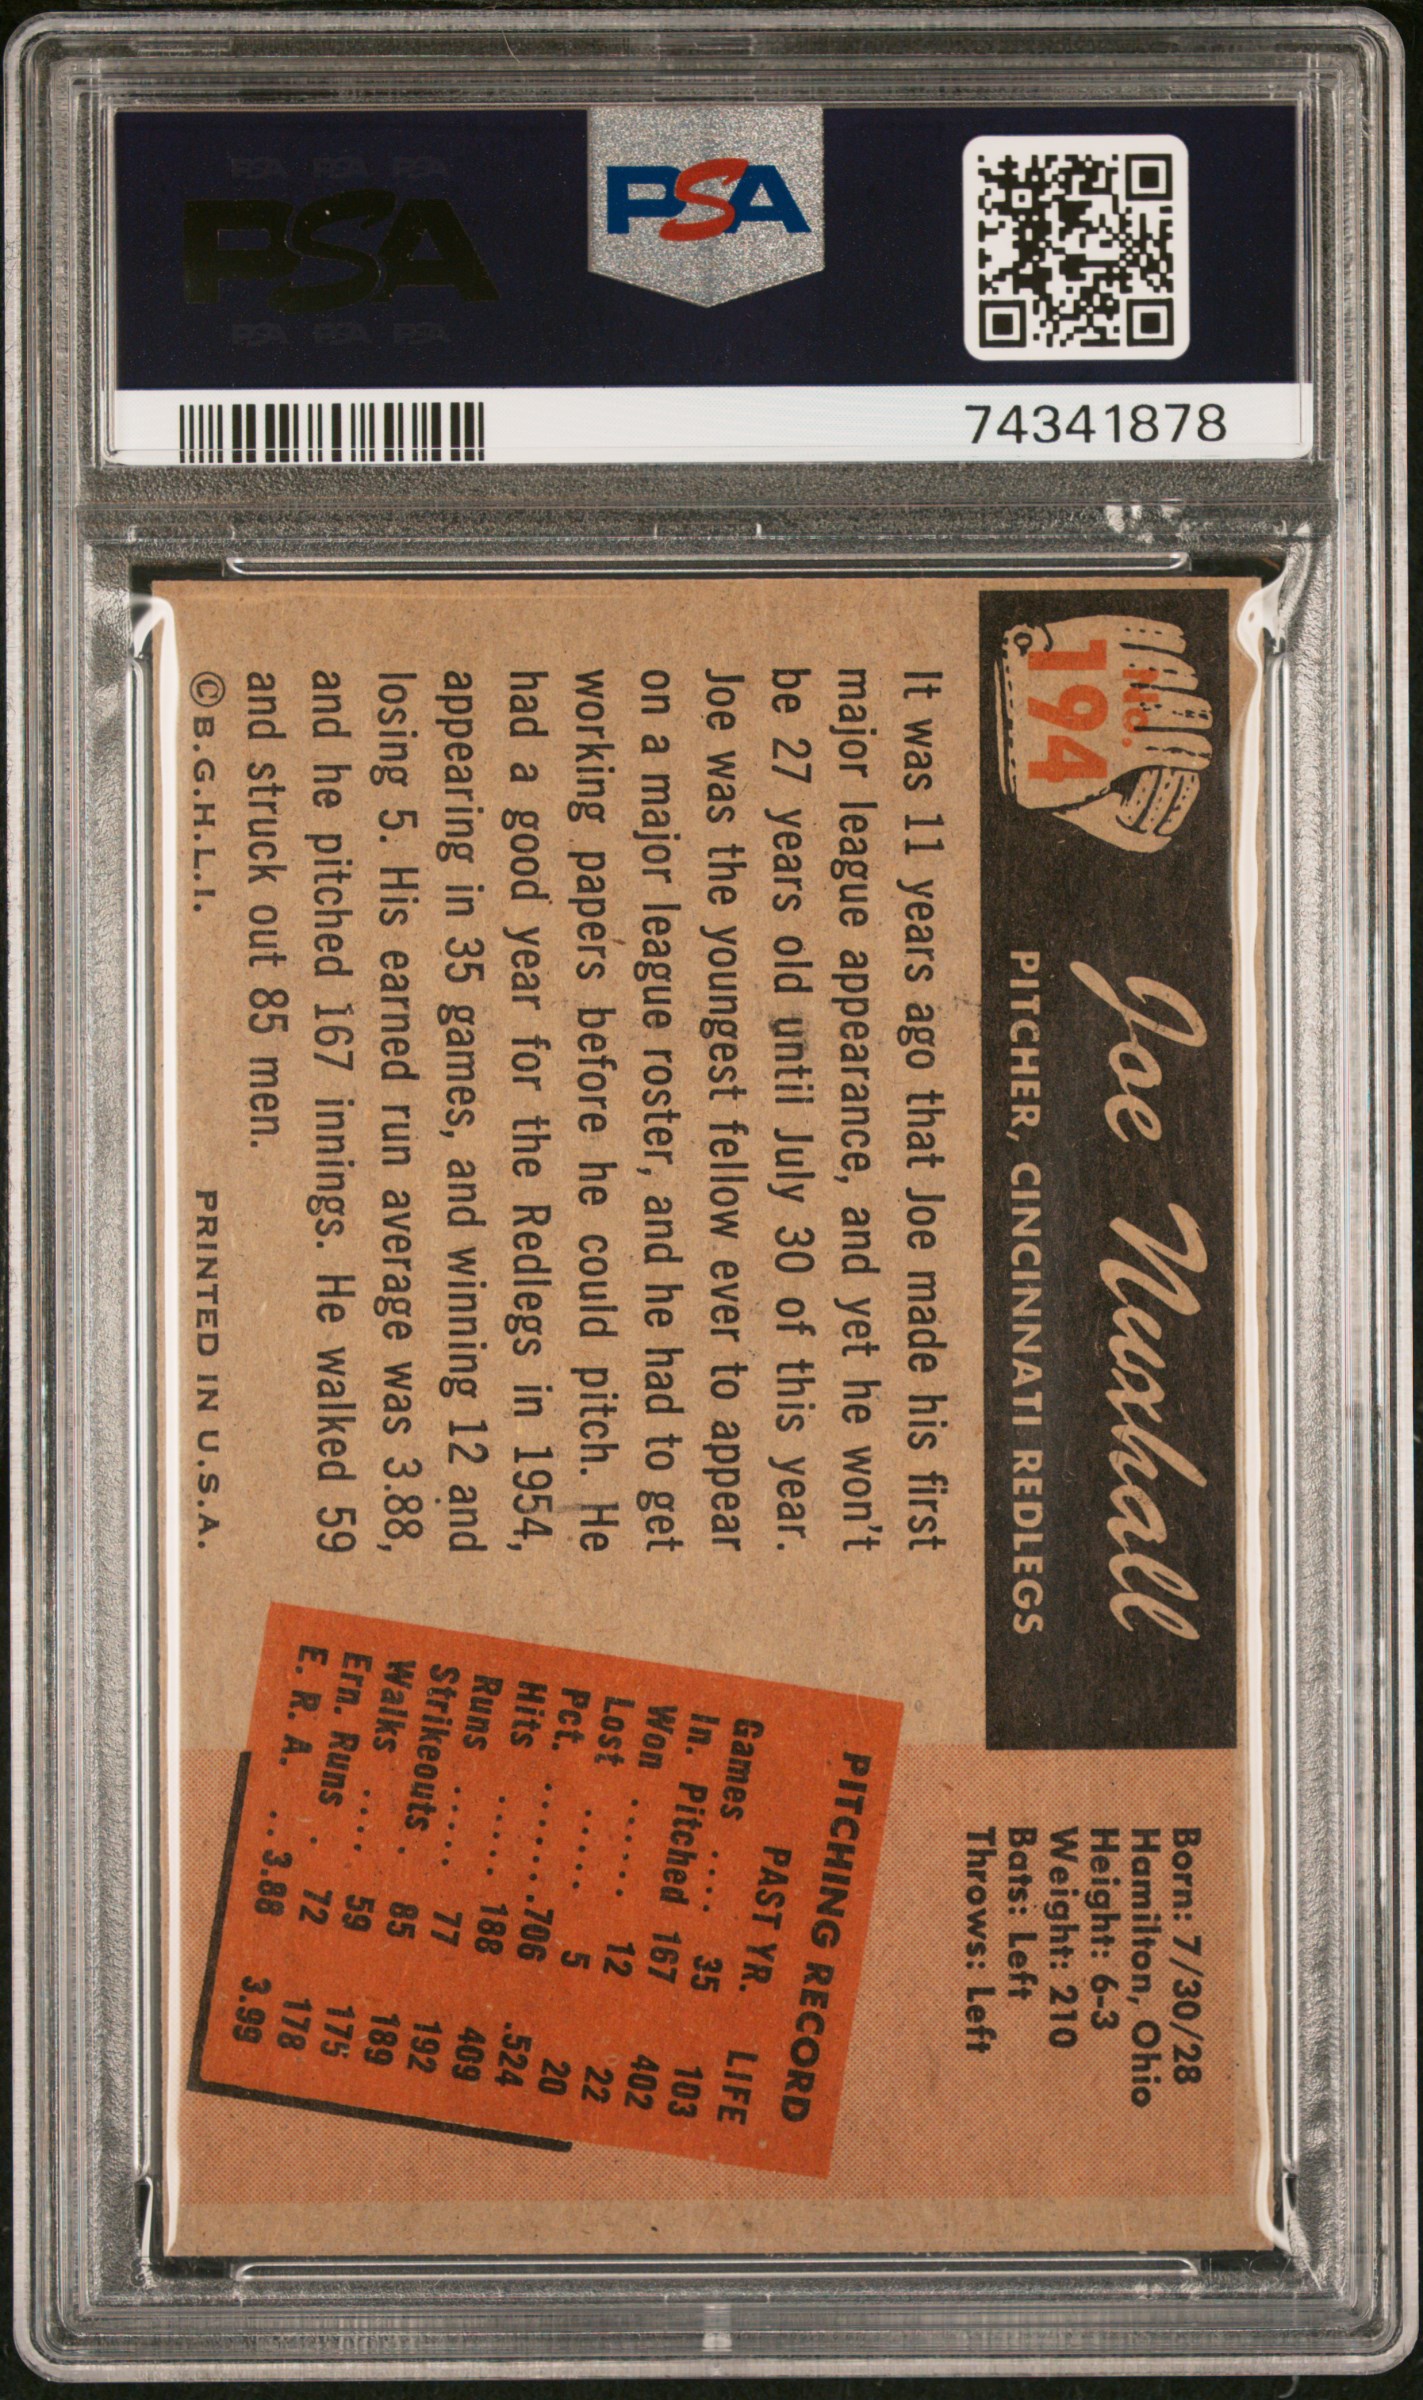 PSA PSA PSA
PSA
PSA PSA PSA
PSA
74341878
No.
194
Joe Nuxhall
PITCHER, CINCINNATI REDLEGS
Born: 7/30/28
Hamilton, Ohio
Height: 6-3
Weight: 210
Bats: Left
Throws: Left
It was 11 years ago that Joe made his first
major league appearance, and yet he won't
be 27 years old until July 30 of this year.
Joe was the youngest fellow ever to appear
on a major league roster, and he had to get
working papers before he could pitch. He
had a good year for the Redlegs in 1954,
appearing in 35 games, and winning 12 and
losing 5. His earned run average was 3.88,
and he pitched 167 innings. He walked 59
and struck out 85 men.
© B.G.H.L.I. PRINTED IN U.S.A.
PITCHING RECORD
PAST YR. LIFE
Games .... 35 103
In. Pitched 167 402
Won ...... 12 22
Lost ..... 5 20
Pct. .......706 .524
Hits ..... 188 409
Runs ..... 77 192
Strikeouts . 85 189
Walks .... 59 175
Ern. Runs . 72 178
E. R. A. ..3.88 3.99